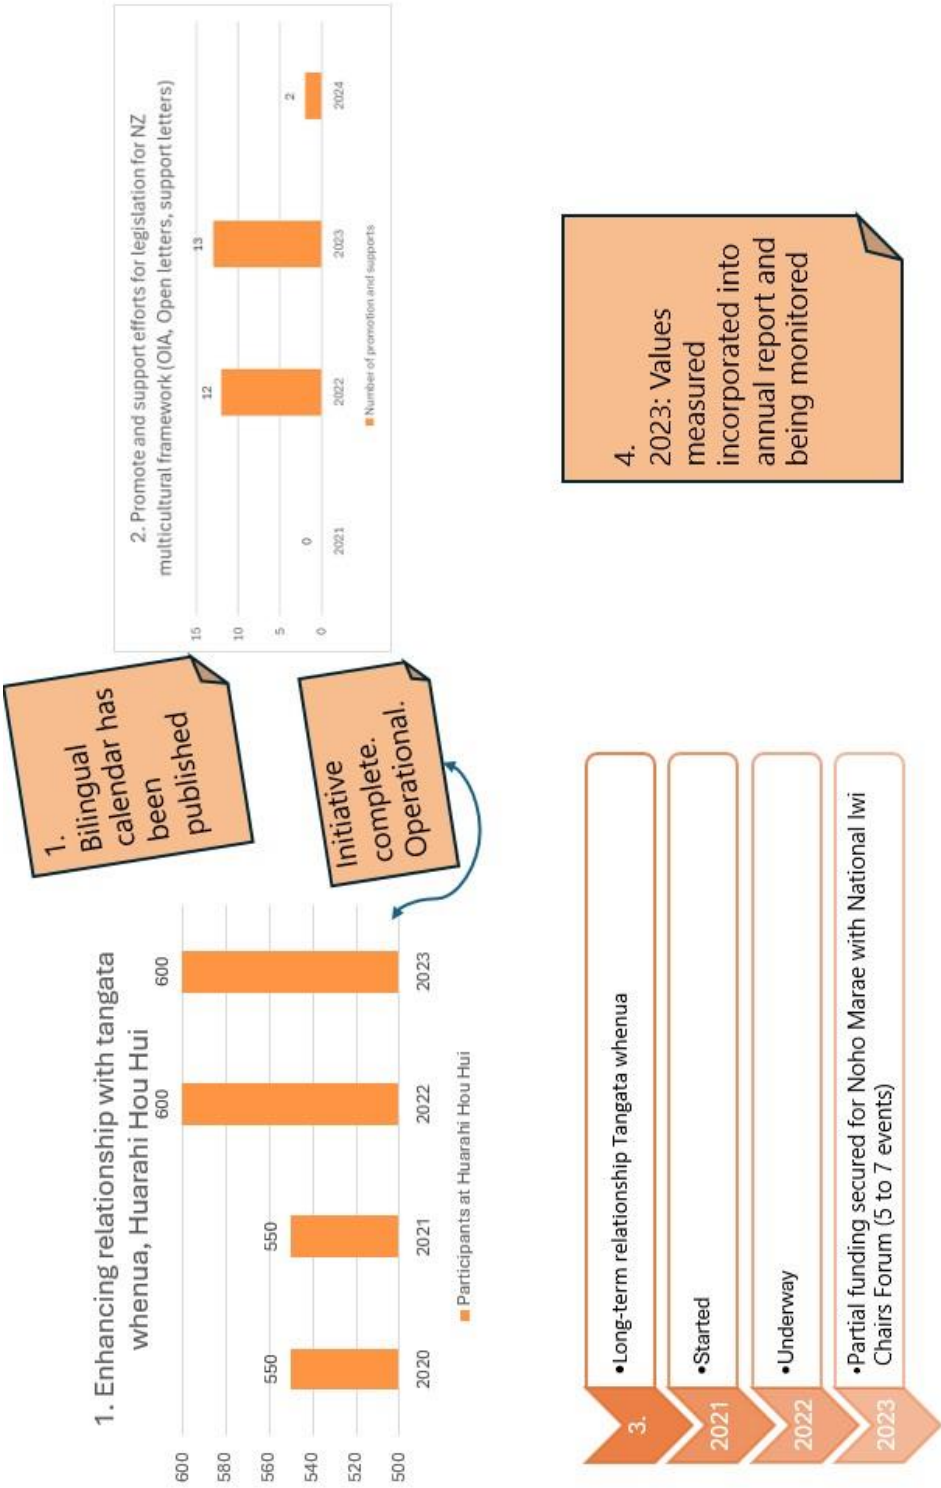 1. Enhancing relationship with tangata
whenua, Huarahi Hou Hui
600
580
560
540
520
500
550
550
600
600
2020
2021
2022
2023
Participants at Huarahi Hou Hui
1.
Bilingual
calendar has
been
published
Initiative
complete.
Operational.
2. Promote and support efforts for legislation for NZ
multicultural framework (OIA, Open letters, support letters)
15
10
5
0
0
12
13
2
2021
2022
2023
2024
Number of promotion and supports
3.
•Long-term relationship Tangata whenua
2021
•Started
2022
•Underway
2023
•Partial funding secured for Noho Marae with National Iwi
Chairs Forum (5 to 7 events)
4.
2023: Values
measured
incorporated into
annual report and
being monitored